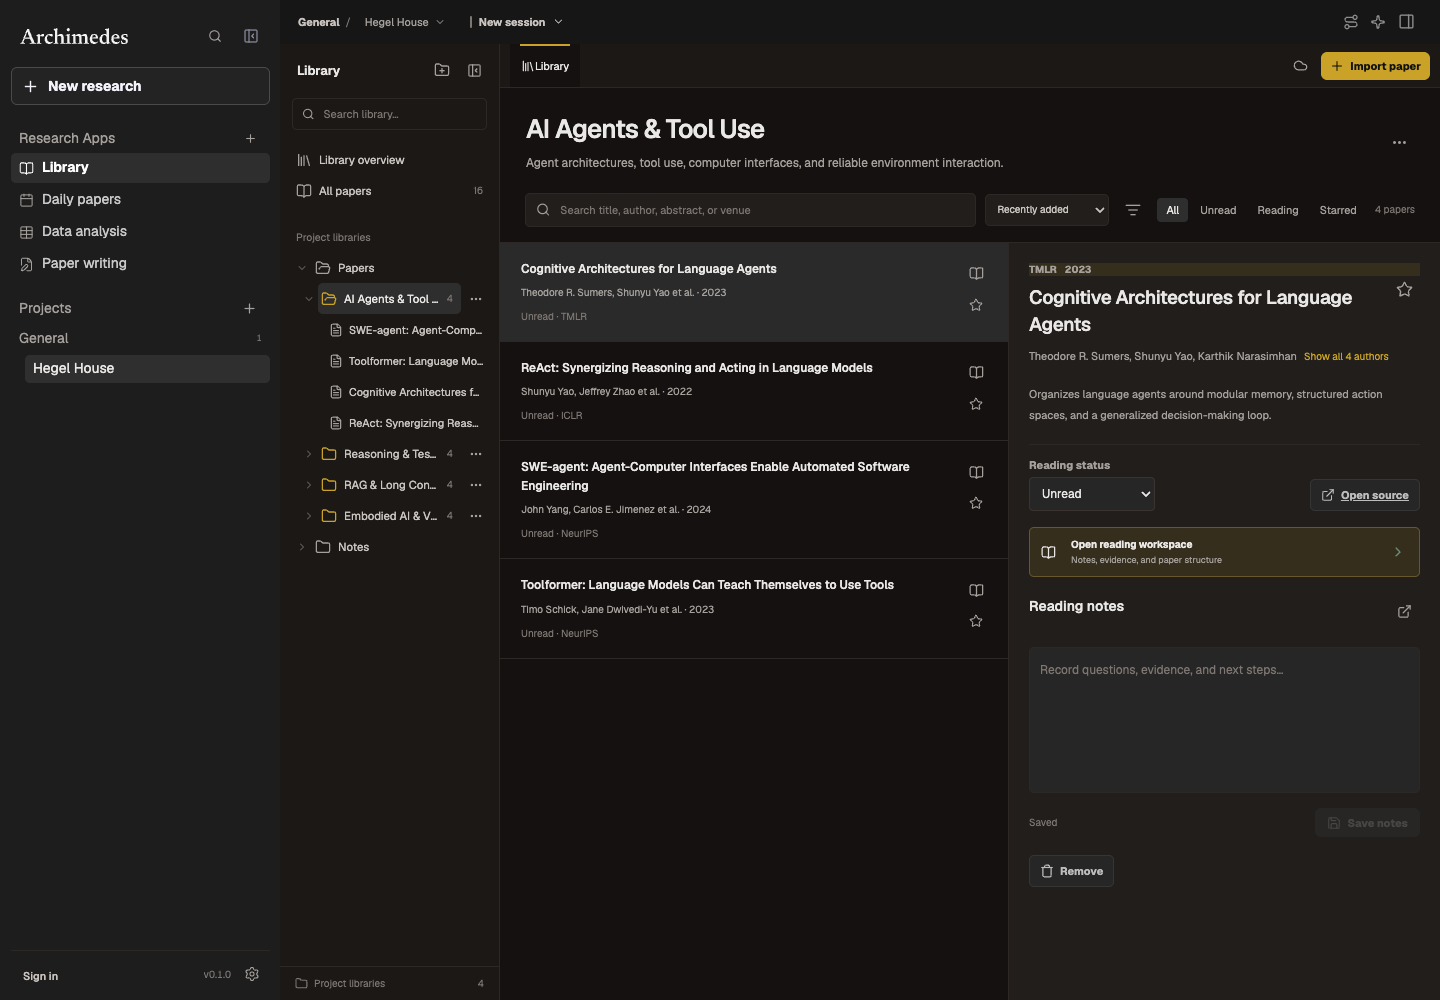 Archimedes
New research
Research Apps
Library
Daily papers
Data analysis
Paper writing
Projects
General 1
Hegel House
Sign in v0.1.0
General / Hegel House | New session
Library
Search library...
Library overview
All papers 16
Project libraries
Papers
AI Agents & Tool ... 4
SWE-agent: Agent-Comp...
Toolformer: Language Mo...
Cognitive Architectures f...
ReAct: Synergizing Reas...
Reasoning & Tes... 4
RAG & Long Con... 4
Embodied AI & V... 4
Notes
Project libraries 4
Library
Import paper
AI Agents & Tool Use
Agent architectures, tool use, computer interfaces, and reliable environment interaction.
Search title, author, abstract, or venue
Recently added
All Unread Reading Starred 4 papers
Cognitive Architectures for Language Agents
Theodore R. Sumers, Shunyu Yao et al. · 2023
Unread · TMLR
ReAct: Synergizing Reasoning and Acting in Language Models
Shunyu Yao, Jeffrey Zhao et al. · 2022
Unread · ICLR
SWE-agent: Agent-Computer Interfaces Enable Automated Software
Engineering
John Yang, Carlos E. Jimenez et al. · 2024
Unread · NeurIPS
Toolformer: Language Models Can Teach Themselves to Use Tools
Timo Schick, Jane Dwivedi-Yu et al. · 2023
Unread · NeurIPS
TMLR 2023
Cognitive Architectures for Language
Agents
Theodore R. Sumers, Shunyu Yao, Karthik Narasimhan Show all 4 authors
Organizes language agents around modular memory, structured action
spaces, and a generalized decision-making loop.
Reading status
Unread
Open source
Open reading workspace
Notes, evidence, and paper structure
Reading notes
Record questions, evidence, and next steps...
Saved
Save notes
Remove